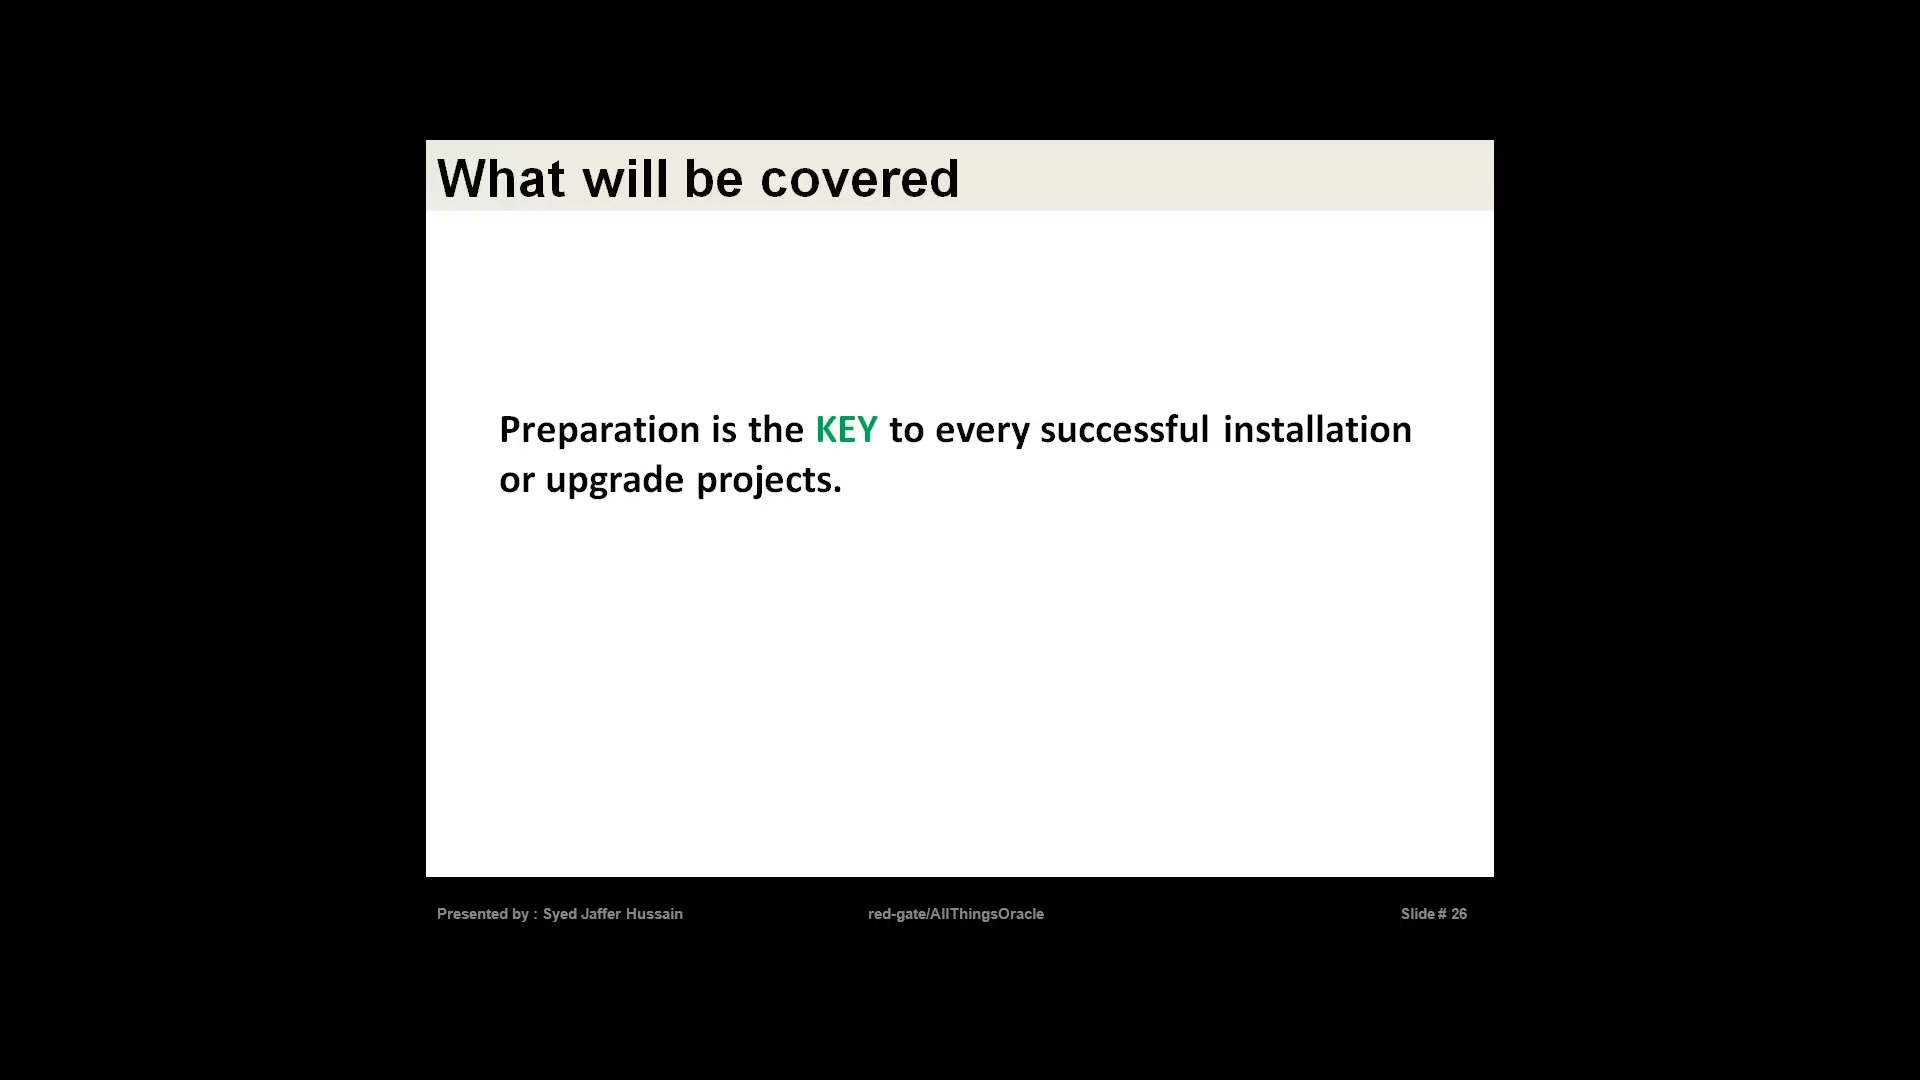 What will be covered
Preparation is the KEY to every successful installation
or upgrade projects.
Presented by : Syed Jaffer Hussain
red-gate/AllThingsOracle
Slide # 26